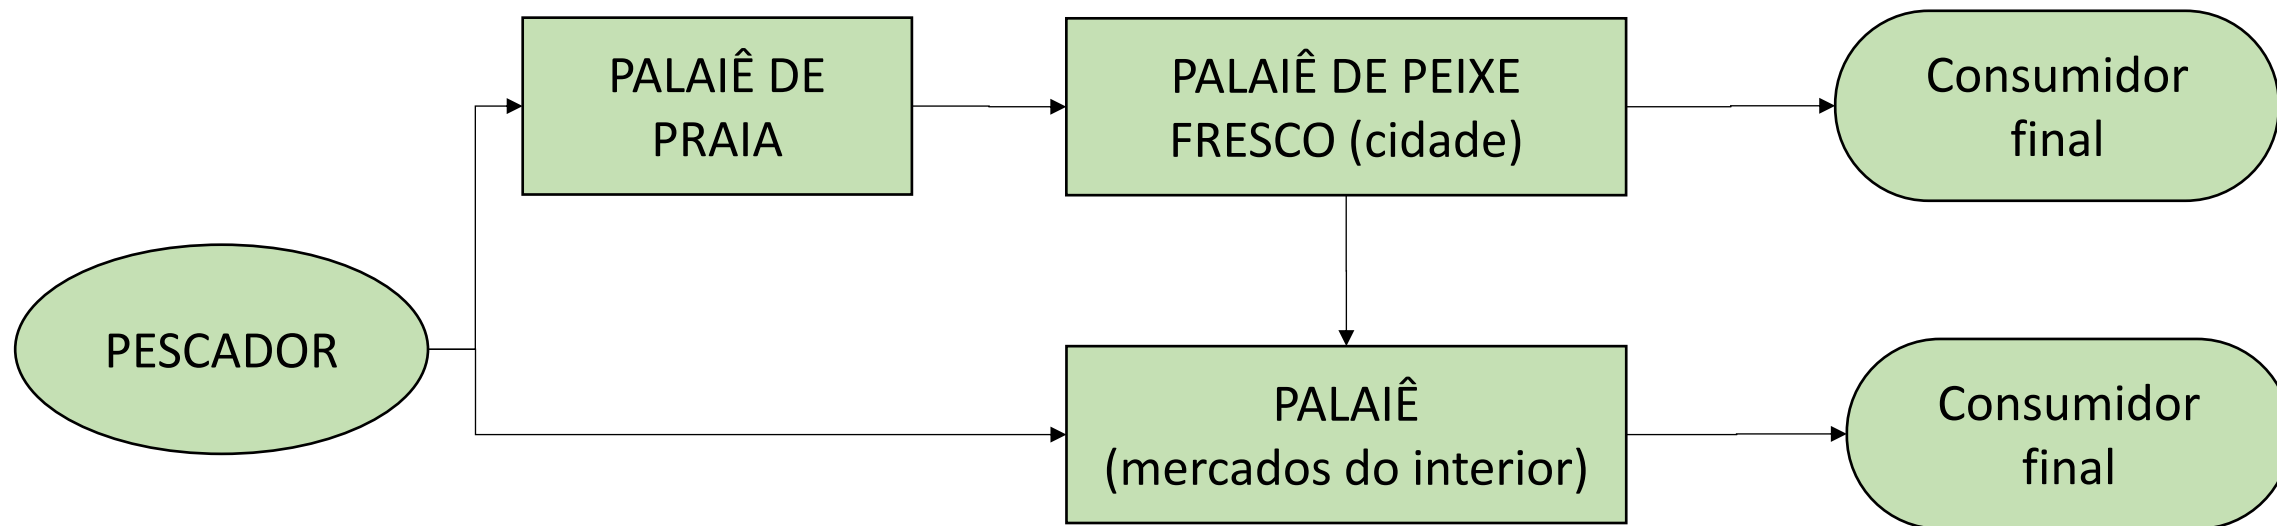 PALAIÊ DE
PRAIA
PALAIÊ DE PEIXE
FRESCO (cidade)
Consumidor
final
PESCADOR
PALAIÊ
(mercados do interior)
Consumidor
final